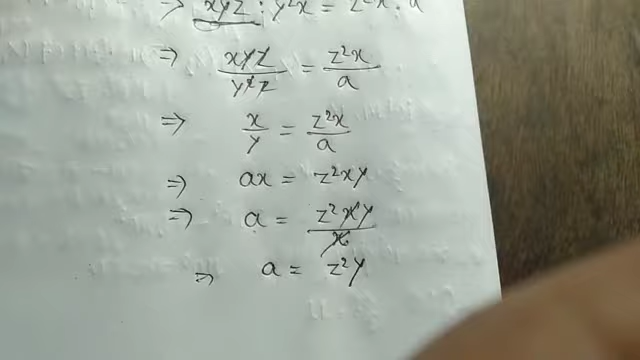 ⇒ xyz : y²x = z²x : a
⇒ xyz/y²z = z²x/a
⇒ x/y = z²x/a
⇒ ax = z²xy
⇒ a = z²xy/x
⇒ a = z²y